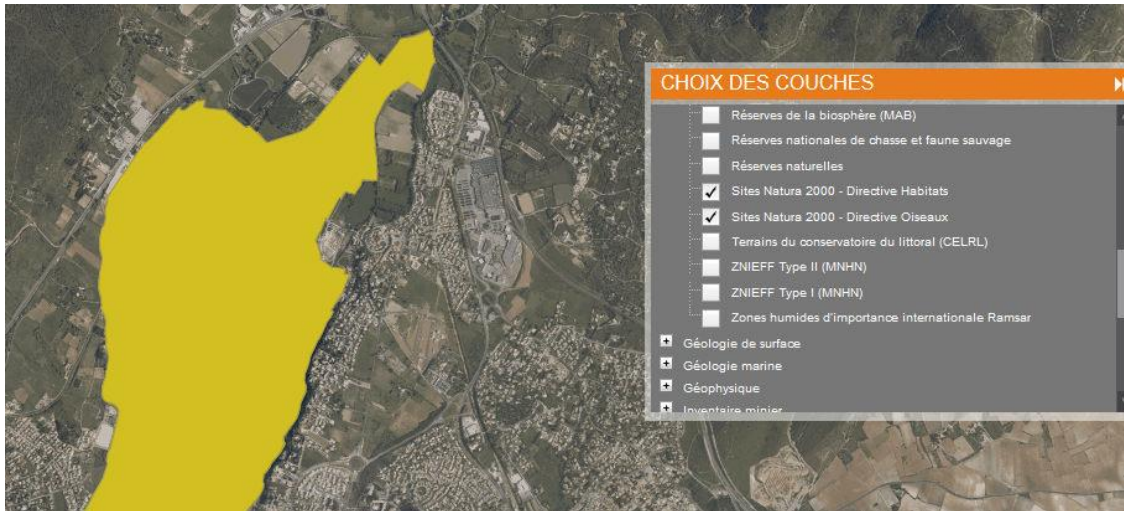 CHOIX DES COUCHES
Réserves de la biosphère (MAB)
Réserves nationales de chasse et faune sauvage
Réserves naturelles
Sites Natura 2000 - Directive Habitats
Sites Natura 2000 - Directive Oiseaux
Terrains du conservatoire du littoral (CELRL)
ZNIEFF Type II (MNHN)
ZNIEFF Type I (MNHN)
Zones humides d'importance internationale Ramsar
Géologie de surface
Géologie marine
Géophysique
Inventaire minier